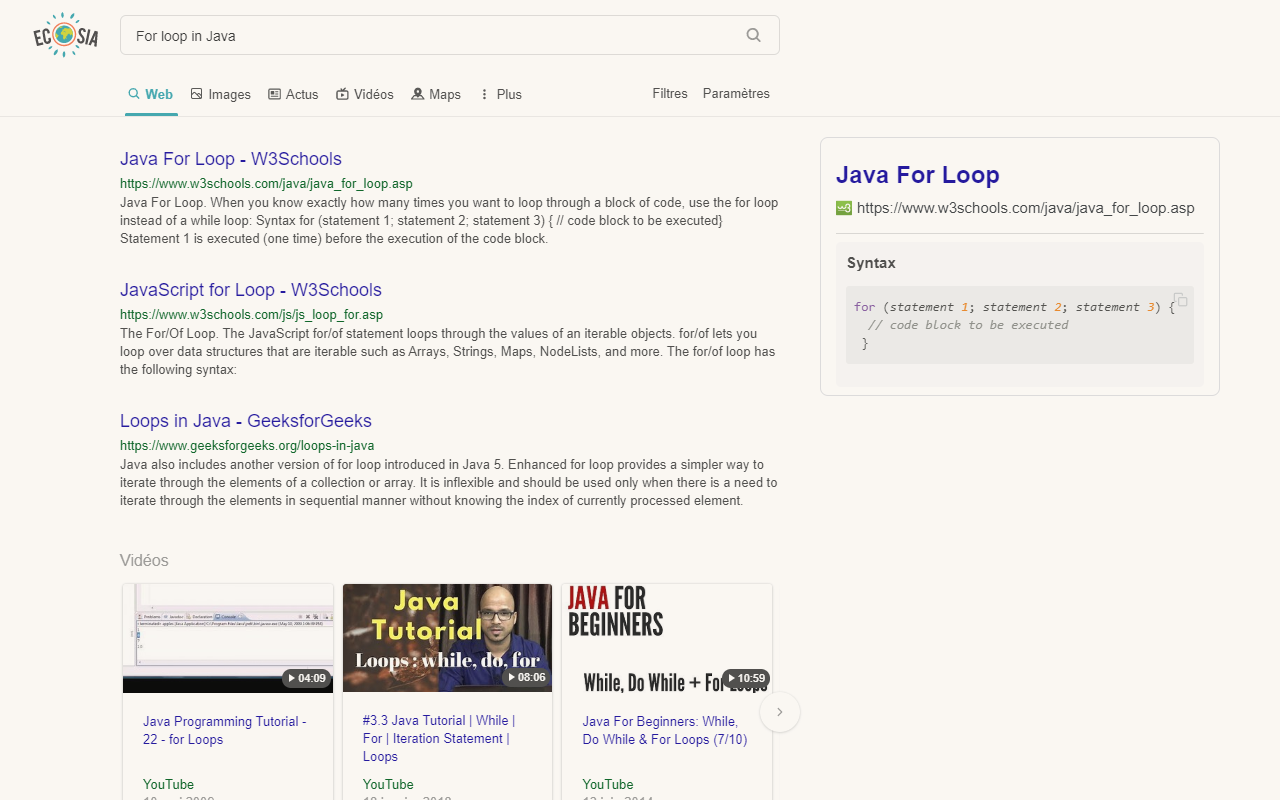 ECOSIA
For loop in Java
Web
Images
Actus
Vidéos
Maps
Plus
Filtres
Paramètres
Java For Loop - W3Schools
https://www.w3schools.com/java/java_for_loop.asp
Java For Loop. When you know exactly how many times you want to loop through a block of code, use the for loop
instead of a while loop: Syntax for (statement 1; statement 2; statement 3) { // code block to be executed}
Statement 1 is executed (one time) before the execution of the code block.
JavaScript for Loop - W3Schools
https://www.w3schools.com/js/js_loop_for.asp
The For/Of Loop. The JavaScript for/of statement loops through the values of an iterable objects. for/of lets you
loop over data structures that are iterable such as Arrays, Strings, Maps, NodeLists, and more. The for/of loop has
the following syntax:
Loops in Java - GeeksforGeeks
https://www.geeksforgeeks.org/loops-in-java
Java also includes another version of for loop introduced in Java 5. Enhanced for loop provides a simpler way to
iterate through the elements of a collection or array. It is inflexible and should be used only when there is a need to
iterate through the elements in sequential manner without knowing the index of currently processed element.
Java For Loop
https://www.w3schools.com/java/java_for_loop.asp
Syntax
for (statement 1; statement 2; statement 3) {
// code block to be executed
}
Vidéos
04:09
Java Programming Tutorial -
22 - for Loops
YouTube
Java
Tutorial
Loops : while, do, for
08:06
#3.3 Java Tutorial | While |
For | Iteration Statement |
Loops
YouTube
JAVA FOR
BEGINNERS
While, Do While + For Loops
10:59
Java For Beginners: While,
Do While & For Loops (7/10)
YouTube